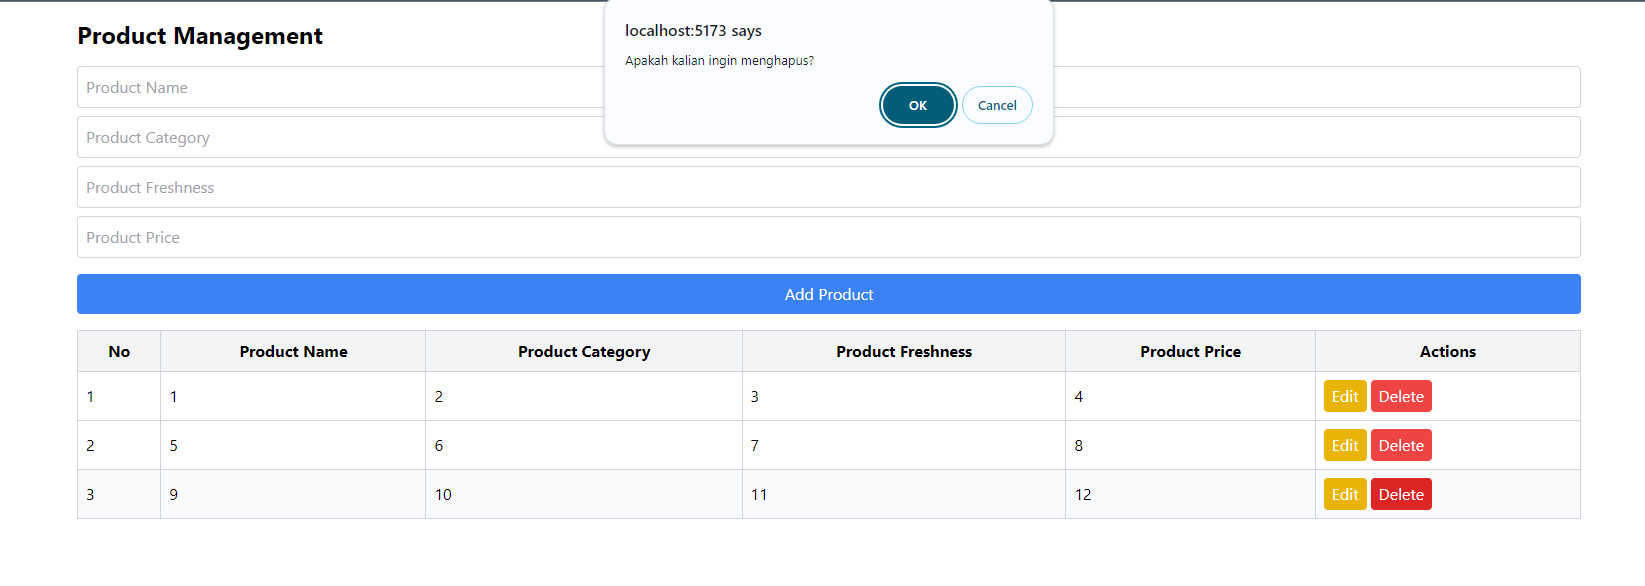 Product Management
localhost:5173 says
Apakah kalian ingin menghapus?
OK Cancel
Product Name
Product Category
Product Freshness
Product Price
Add Product
No Product Name Product Category Product Freshness Product Price Actions
1 1 2 3 4 Edit Delete
2 5 6 7 8 Edit Delete
3 9 10 11 12 Edit Delete